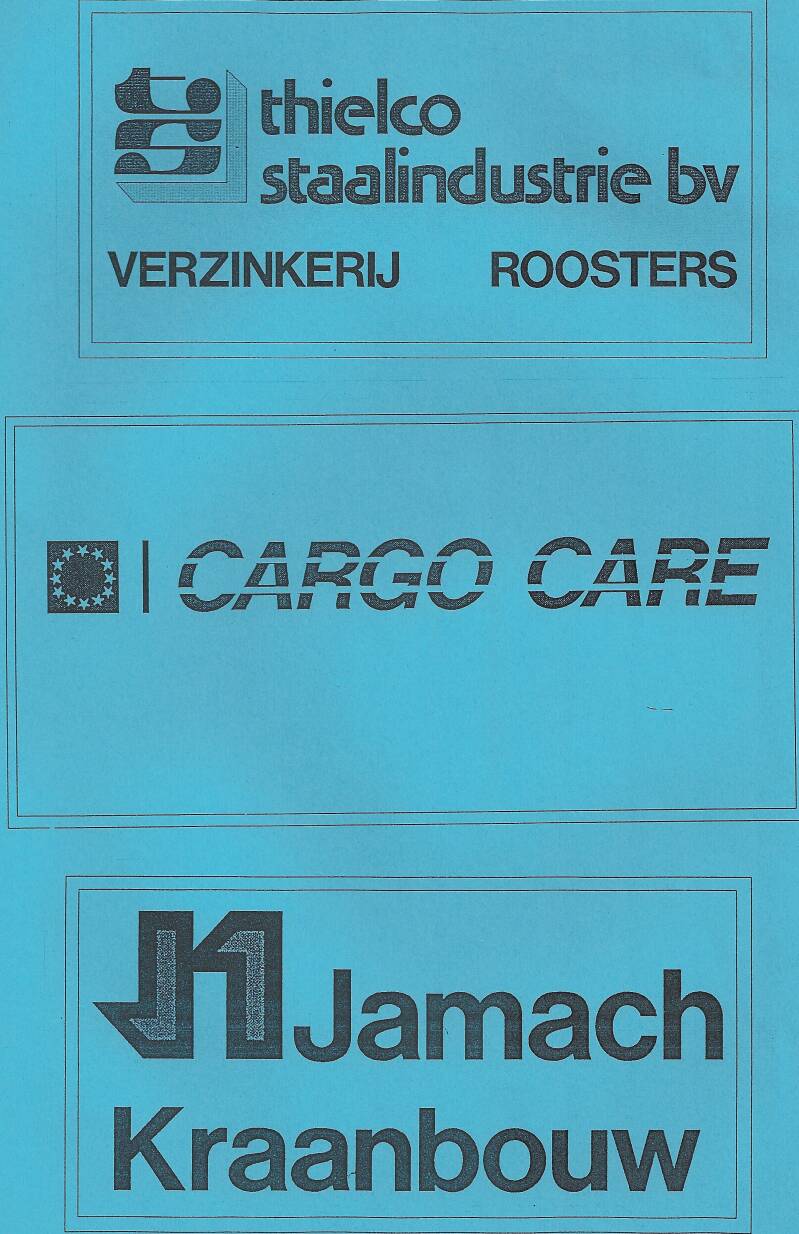 thielco
staalindustrie bv
VERZINKERIJ ROOSTERS
CARGO CARE
Jamach
Kraanbouw